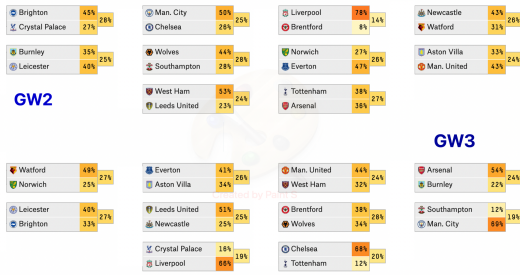 Brighton 45%
28%
Crystal Palace 27%
Man. City 50%
25%
Chelsea 26%
Liverpool 78%
14%
Brentford 8%
Newcastle 43%
26%
Watford 31%
Burnley 35%
25%
Leicester 40%
Wolves 44%
28%
Southampton 28%
Norwich 27%
26%
Everton 47%
Aston Villa 33%
24%
Man. United 43%
West Ham 53%
24%
Leeds United 23%
Tottenham 38%
27%
Arsenal 36%
GW2
GW3
Watford 49%
27%
Norwich 25%
Everton 41%
26%
Aston Villa 34%
Man. United 44%
24%
West Ham 32%
Arsenal 54%
24%
Burnley 22%
Leicester 40%
27%
Brighton 33%
Leeds United 51%
25%
Newcastle 25%
Brentford 38%
28%
Wolves 34%
Southampton 12%
19%
Man. City 69%
Crystal Palace 16%
19%
Liverpool 66%
Chelsea 68%
20%
Tottenham 12%